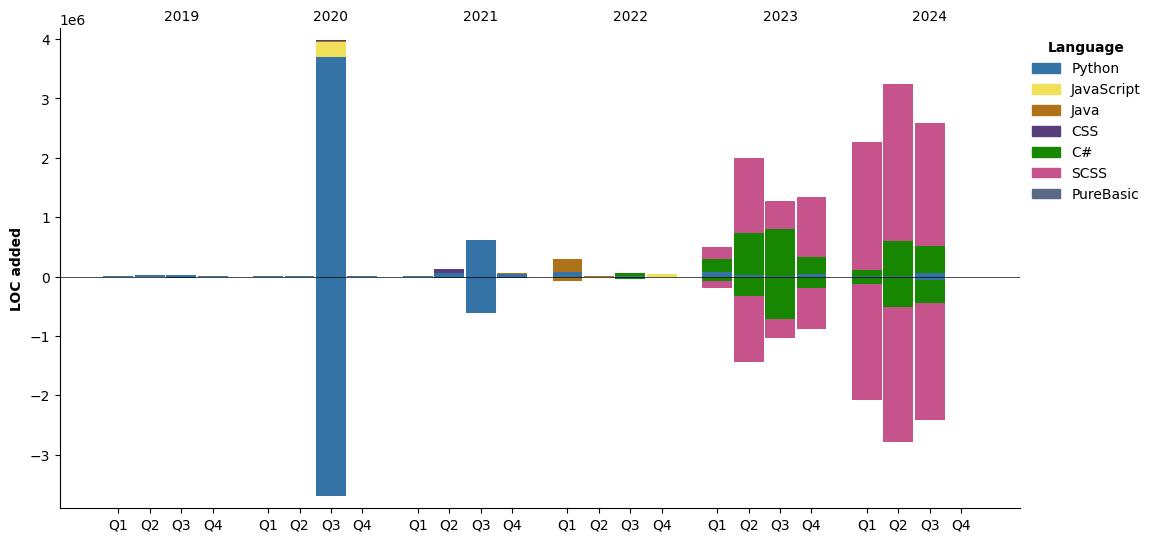 1e6
2019 2020 2021 2022 2023 2024
4
3
2
1
0
−1
−2
−3
LOC added
Q1 Q2 Q3 Q4 Q1 Q2 Q3 Q4 Q1 Q2 Q3 Q4 Q1 Q2 Q3 Q4 Q1 Q2 Q3 Q4 Q1 Q2 Q3 Q4
Language
Python
JavaScript
Java
CSS
C#
SCSS
PureBasic